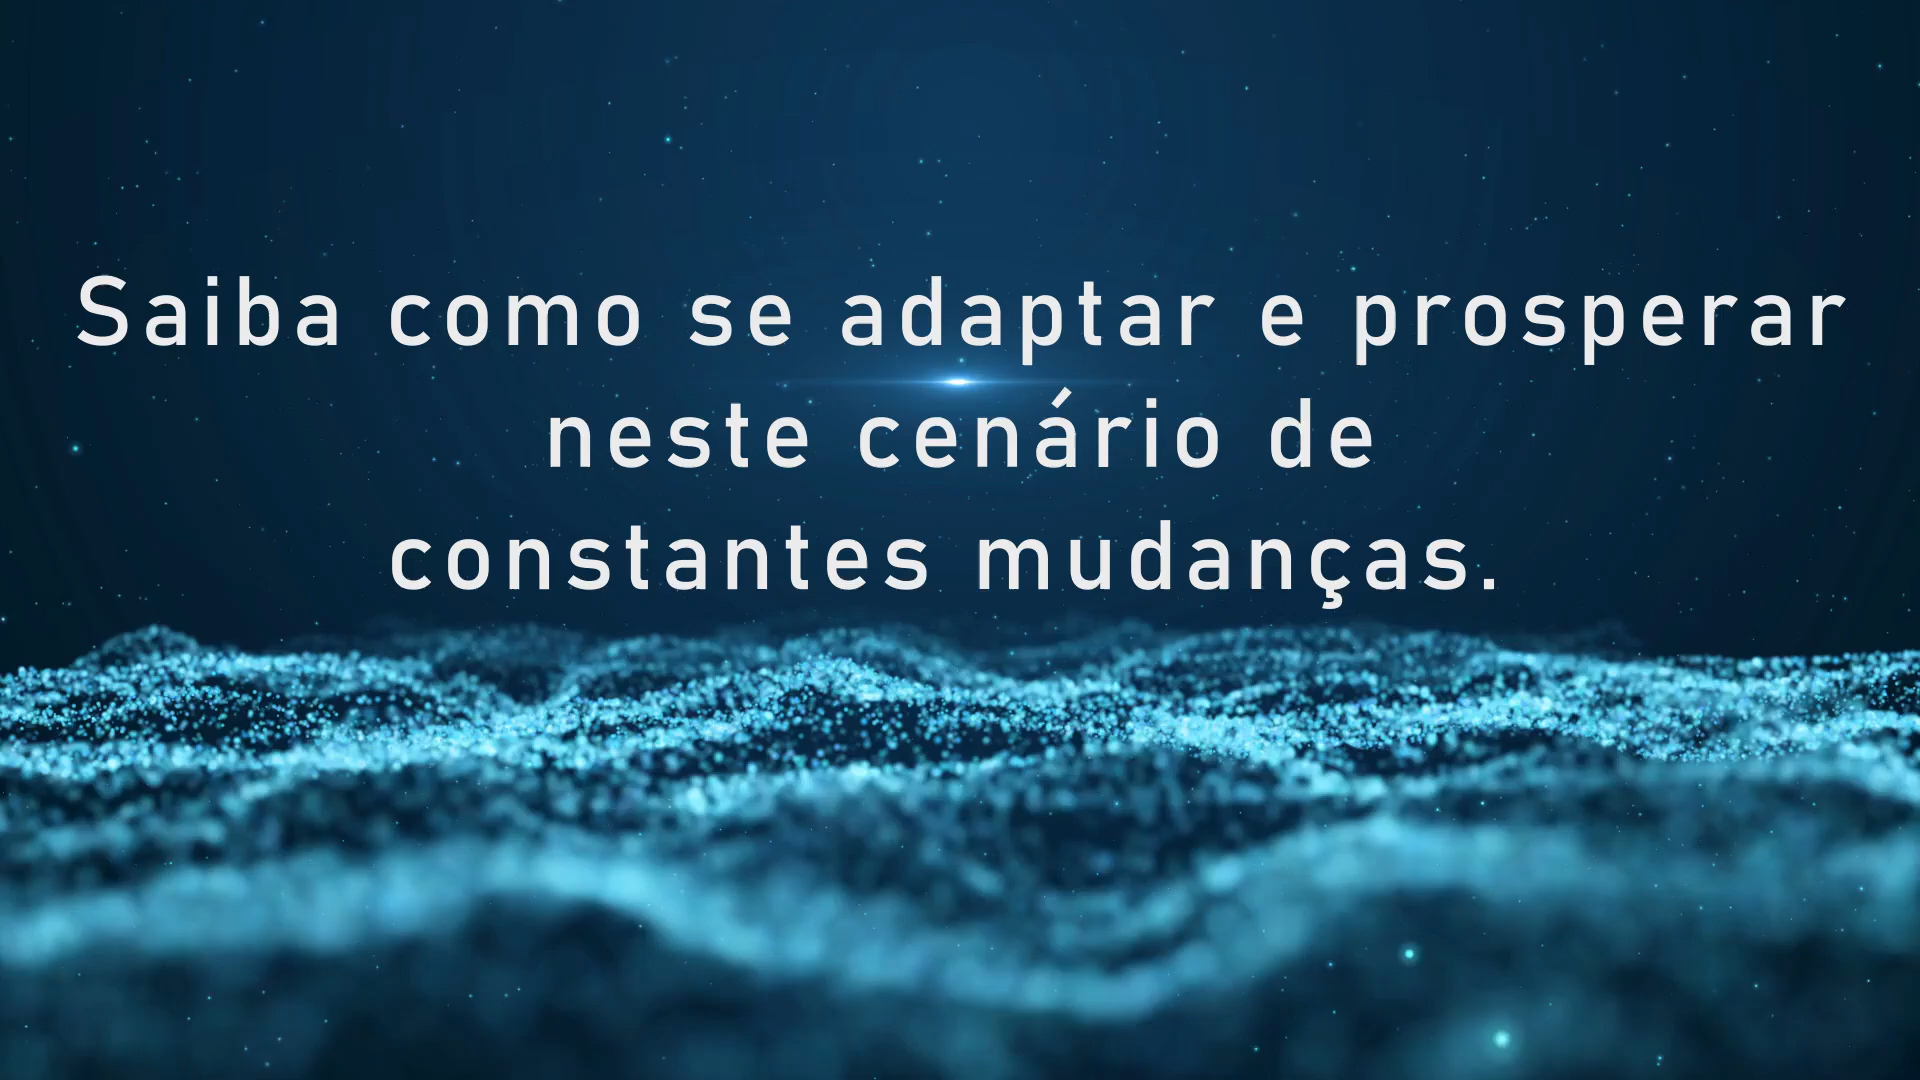 Saiba como se adaptar e prosperar
neste cenário de
constantes mudanças.